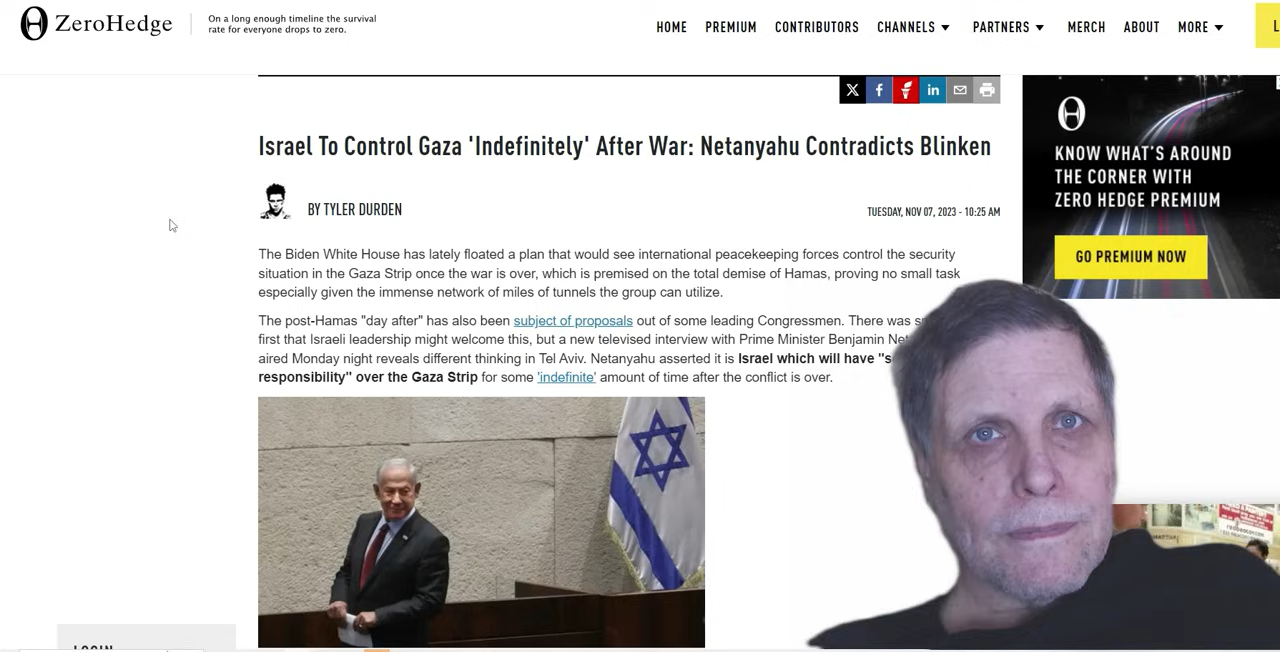 ZeroHedge
On a long enough timeline the survival
rate for everyone drops to zero.
HOME PREMIUM CONTRIBUTORS CHANNELS PARTNERS MERCH ABOUT MORE
Israel To Control Gaza 'Indefinitely' After War: Netanyahu Contradicts Blinken
BY TYLER DURDEN
TUESDAY, NOV 07, 2023 - 10:25 AM
The Biden White House has lately floated a plan that would see international peacekeeping forces control the security
situation in the Gaza Strip once the war is over, which is premised on the total demise of Hamas, proving no small task
especially given the immense network of miles of tunnels the group can utilize.
The post-Hamas "day after" has also been subject of proposals out of some leading Congressmen. There was
first that Israeli leadership might welcome this, but a new televised interview with Prime Minister Benjamin
aired Monday night reveals different thinking in Tel Aviv. Netanyahu asserted it is Israel which will have
responsibility" over the Gaza Strip for some 'indefinite' amount of time after the conflict is over.
KNOW WHAT'S AROUND
THE CORNER WITH
ZERO HEDGE PREMIUM
GO PREMIUM NOW
LOGIN